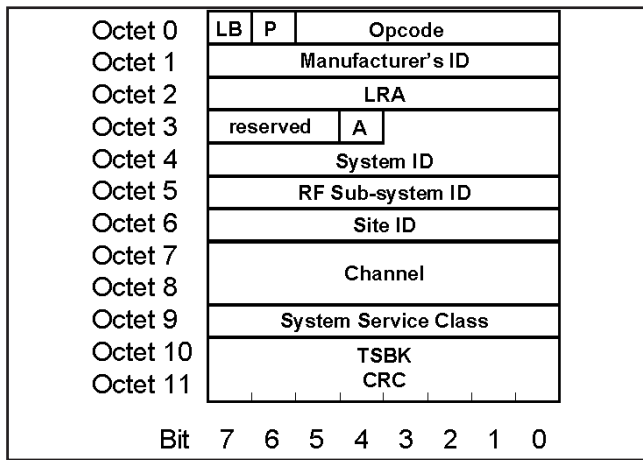 Octet 0 LB P Opcode
Octet 1 Manufacturer's ID
Octet 2 LRA
Octet 3 reserved A
Octet 4 System ID
Octet 5 RF Sub-system ID
Octet 6 Site ID
Octet 7
Channel
Octet 8
Octet 9 System Service Class
Octet 10 TSBK
Octet 11 CRC
Bit 7 6 5 4 3 2 1 0